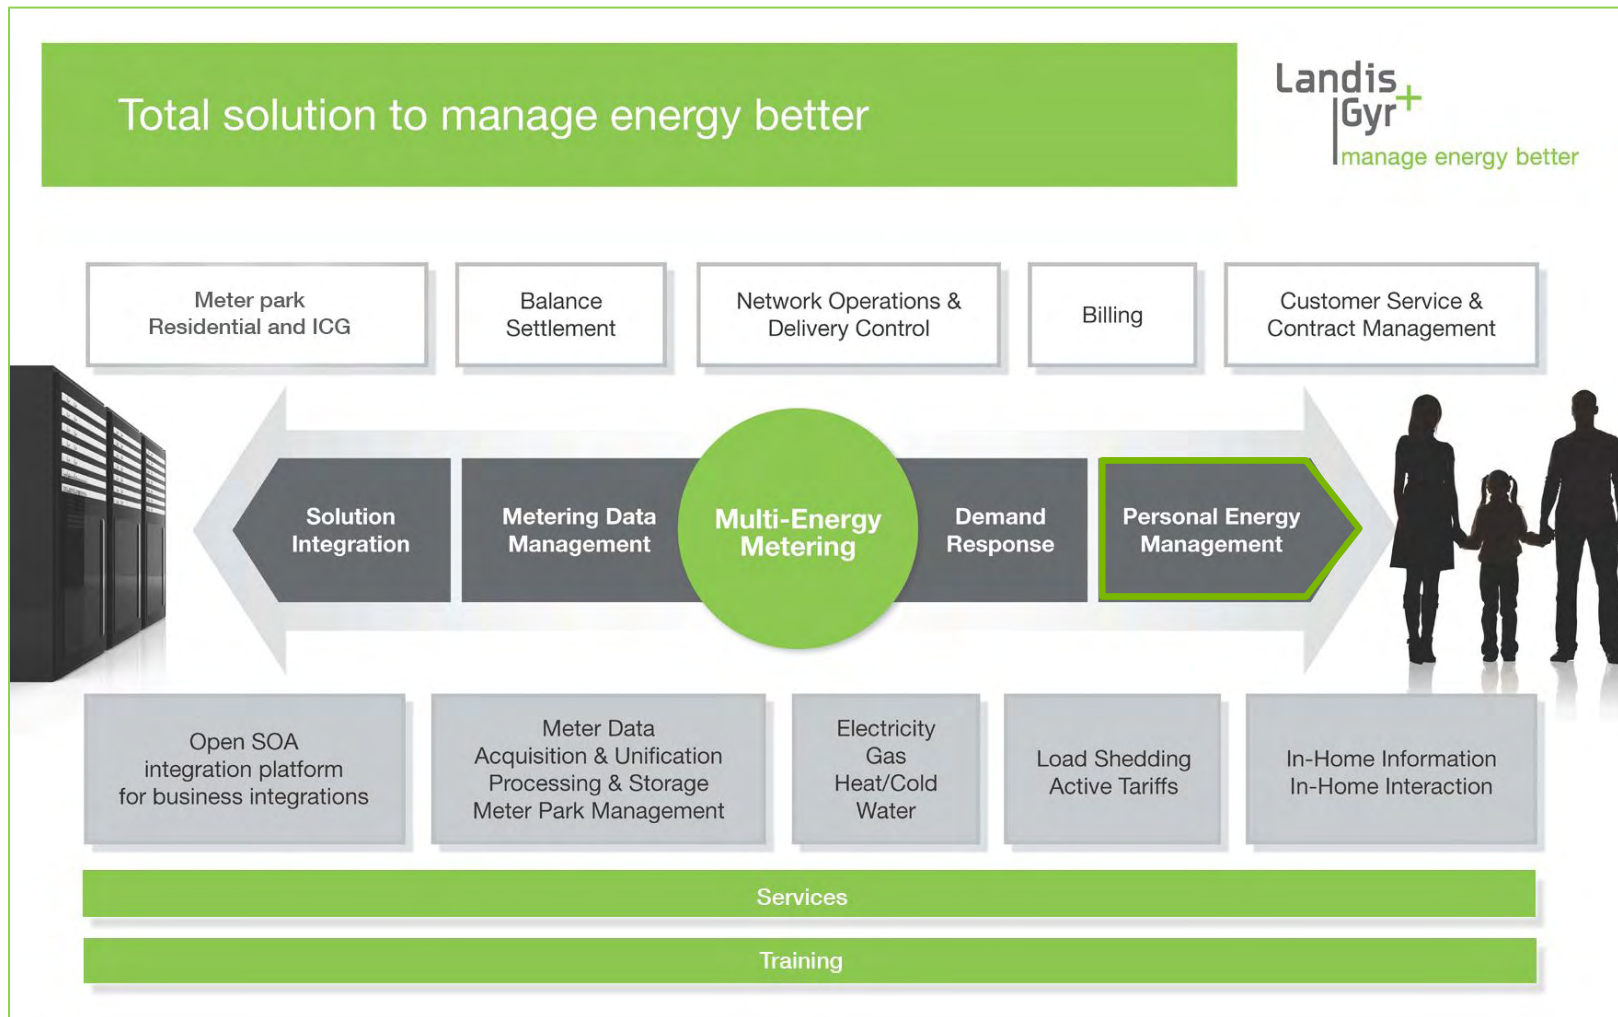 Total solution to manage energy better
Landis
Gyr+
manage energy better
Meter park
Residential and ICG
Balance
Settlement
Network Operations &
Delivery Control
Billing
Customer Service &
Contract Management
Solution
Integration
Metering Data
Management
Multi-Energy
Metering
Demand
Response
Personal Energy
Management
Open SOA
integration platform
for business integrations
Meter Data
Acquisition & Unification
Processing & Storage
Meter Park Management
Electricity
Gas
Heat/Cold
Water
Load Shedding
Active Tariffs
In-Home Information
In-Home Interaction
Services
Training